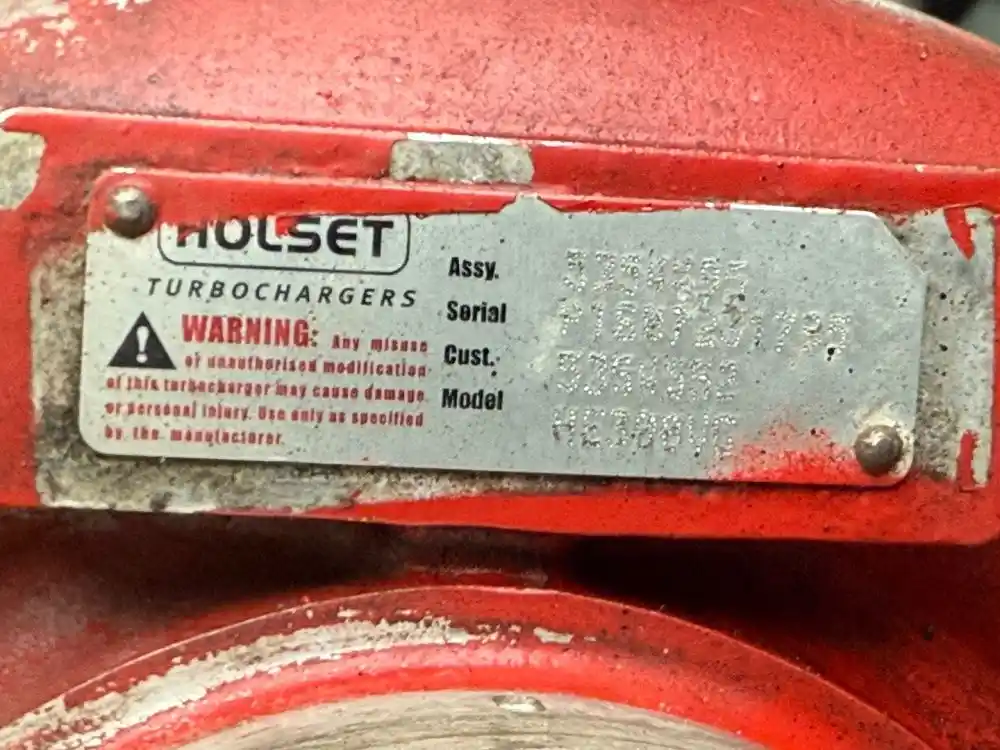 HOLSET
TURBOCHARGERS
WARNING: Any misuse
or unauthorised modification
of this turbocharger may cause damage
or personal injury. Use only as specified
by the manufacturer.
Assy.
Serial
Cust.
Model HE300VG